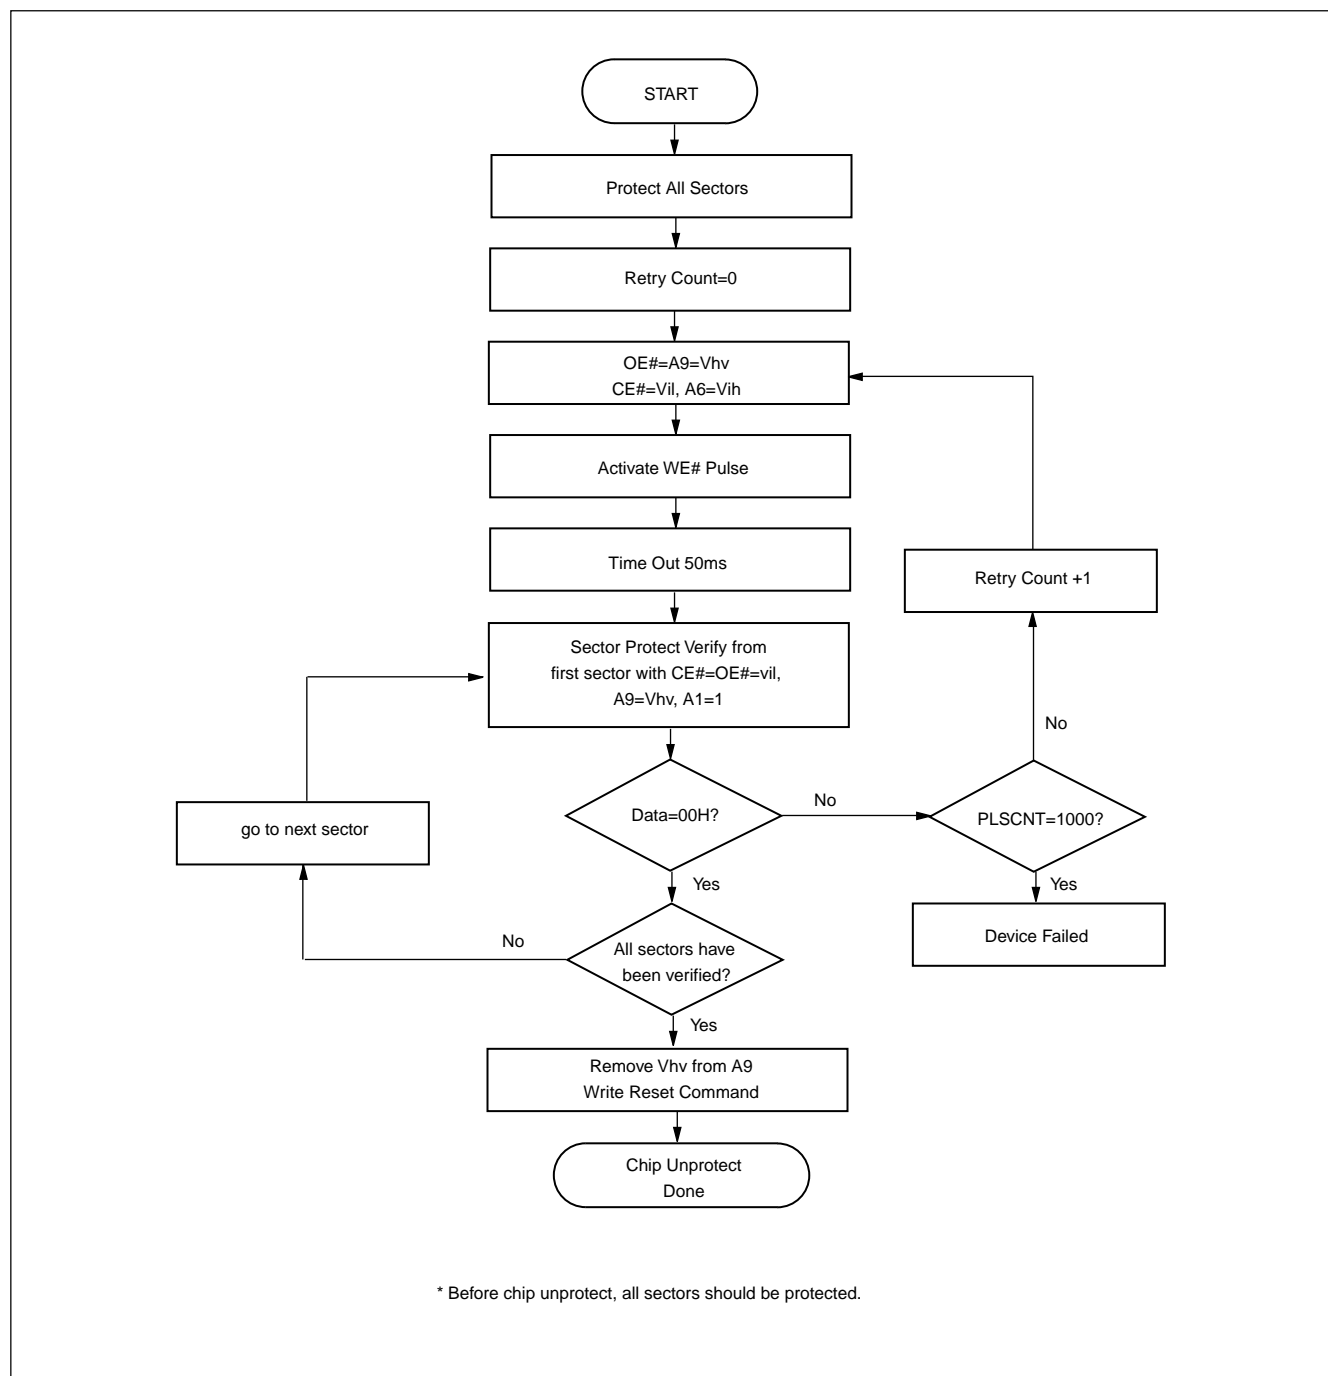 START
Protect All Sectors
Retry Count=0
OE#=A9=Vhv
CE#=Vil, A6=Vih
Activate WE# Pulse
Time Out 50ms
Retry Count +1
Sector Protect Verify from
first sector with CE#=OE#=vil,
A9=Vhv, A1=1
No
Data=00H?
No
PLSCNT=1000?
go to next sector
Yes
Yes
Device Failed
No
All sectors have
been verified?
Yes
Remove Vhv from A9
Write Reset Command
Chip Unprotect
Done
* Before chip unprotect, all sectors should be protected.